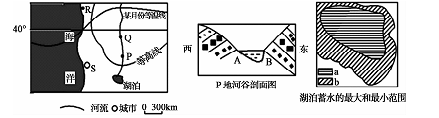 R
某月份等温线
40°
海
洋
Q
P
等高线
S
湖泊
河流 城市 0 300km
西
东
A
B
P地河谷剖面图
a
b
湖泊蓄水的最大和最小范围